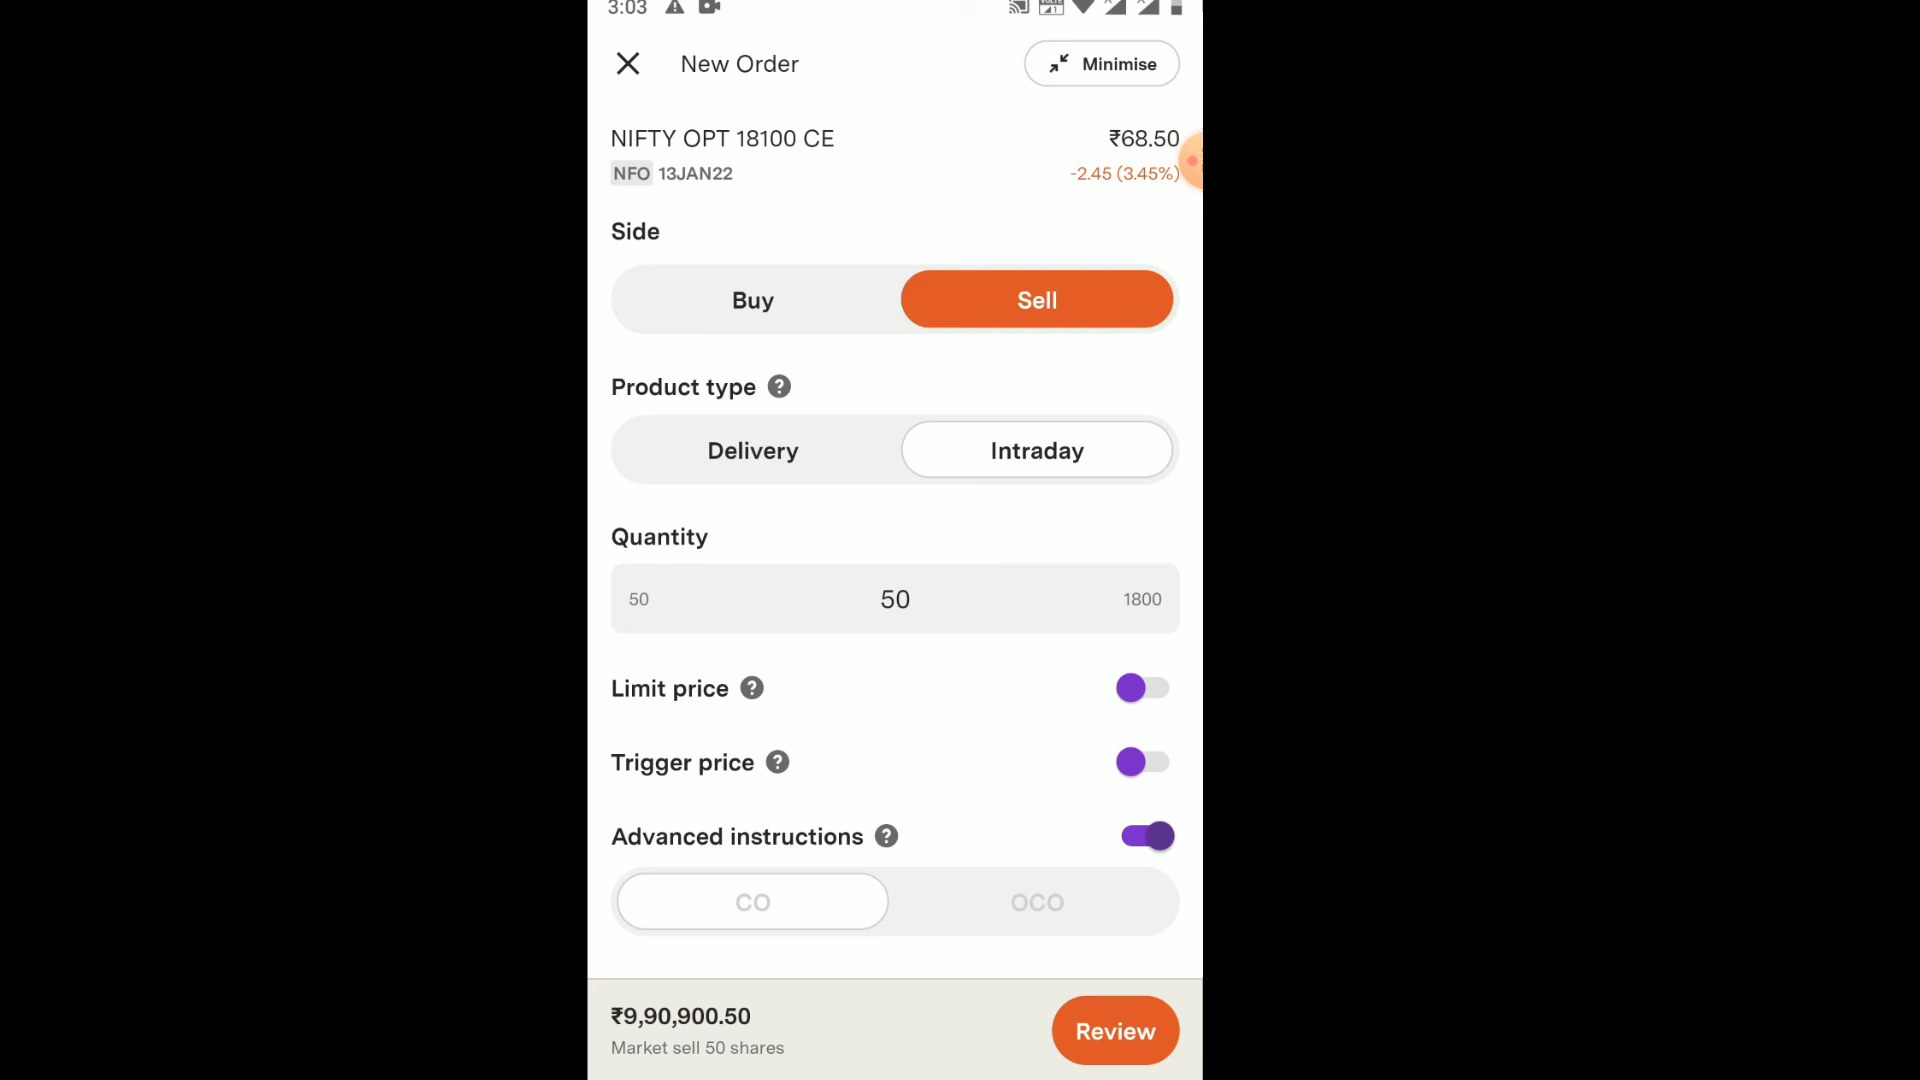 3:03
New Order
Minimise
NIFTY OPT 18100 CE
₹68.50
NFO 13JAN22
-2.45 (3.45%)
Side
Buy
Sell
Product type ?
Delivery
Intraday
Quantity
50
50
1800
Limit price ?
Trigger price ?
Advanced instructions ?
CO
OCO
₹9,90,900.50
Market sell 50 shares
Review